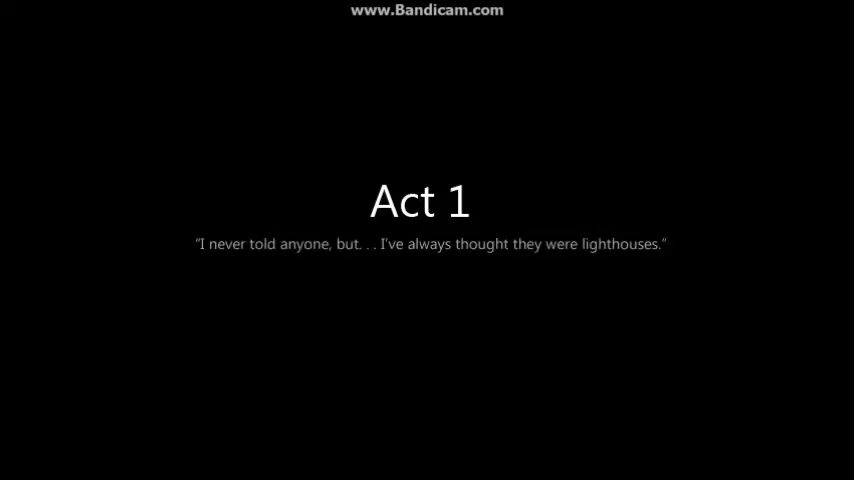 www.Bandicam.com
Act 1
“I never told anyone, but. . . I’ve always thought they were lighthouses.”